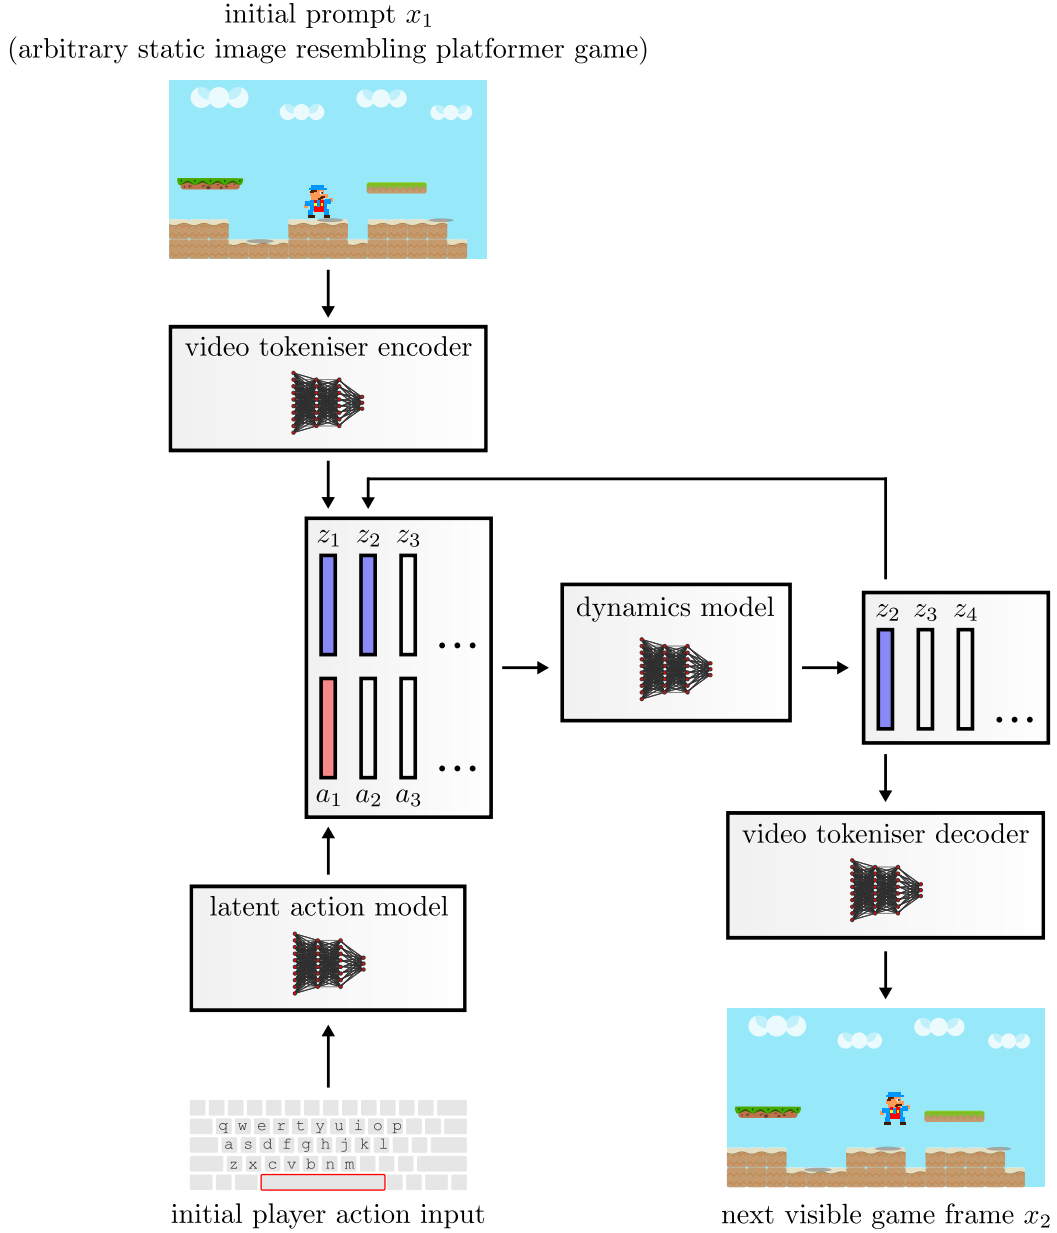 initial prompt x₁
(arbitrary static image resembling platformer game)
video tokeniser encoder
z₁ z₂ z₃
...
...
a₁ a₂ a₃
dynamics model
z₂ z₃ z₄
...
video tokeniser decoder
latent action model
q w e r t y u i o p
a s d f g h j k l
z x c v b n m
initial player action input
next visible game frame x₂